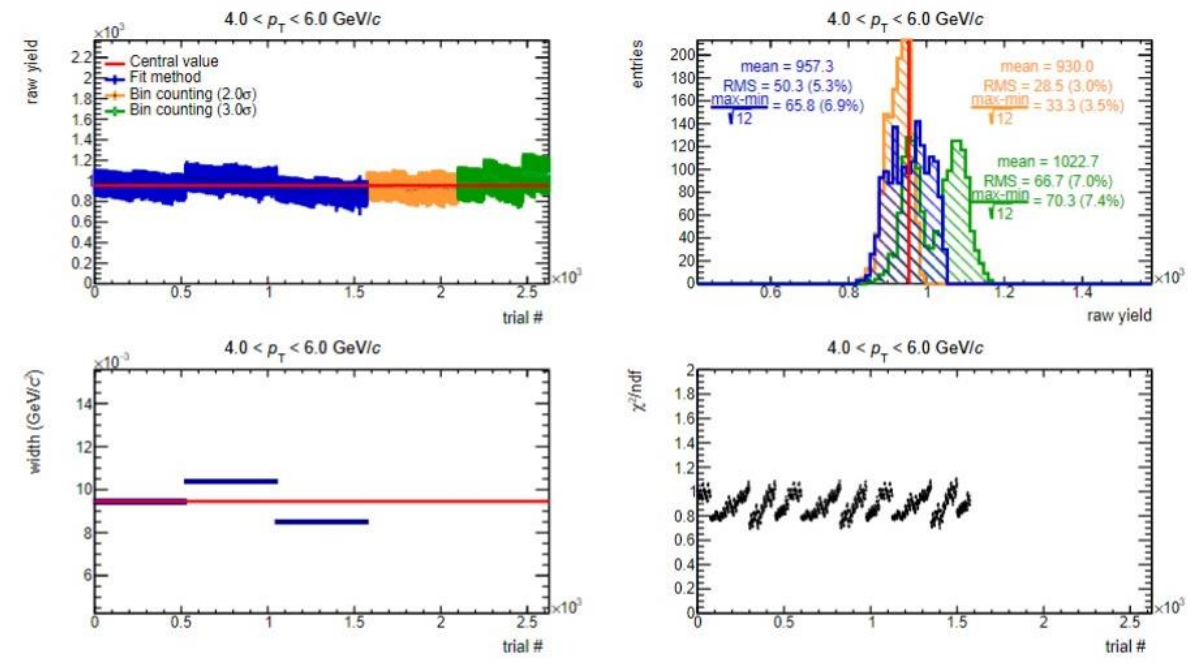 4.0 < pT < 6.0 GeV/c
×10³
raw yield
2.2
2
1.8
1.6
1.4
1.2
1
0.8
0.6
0.4
0.2
0
Central value
Fit method
Bin counting (2.0σ)
Bin counting (3.0σ)
0 0.5 1 1.5 2 2.5
×10³
trial #
4.0 < pT < 6.0 GeV/c
entries
200
180
160
140
120
100
80
60
40
20
0
mean = 957.3
RMS = 50.3 (5.3%)
max-min/√12 = 65.8 (6.9%)
mean = 930.0
RMS = 28.5 (3.0%)
max-min/√12 = 33.3 (3.5%)
mean = 1022.7
RMS = 66.7 (7.0%)
max-min/√12 = 70.3 (7.4%)
0.6 0.8 1 1.2 1.4
×10³
raw yield
4.0 < pT < 6.0 GeV/c
×10⁻³
width (GeV/c²)
14
12
10
8
6
0 0.5 1 1.5 2 2.5
×10³
trial #
4.0 < pT < 6.0 GeV/c
χ²/ndf
2
1.8
1.6
1.4
1.2
1
0.8
0.6
0.4
0.2
0
0 0.5 1 1.5 2 2.5
×10³
trial #